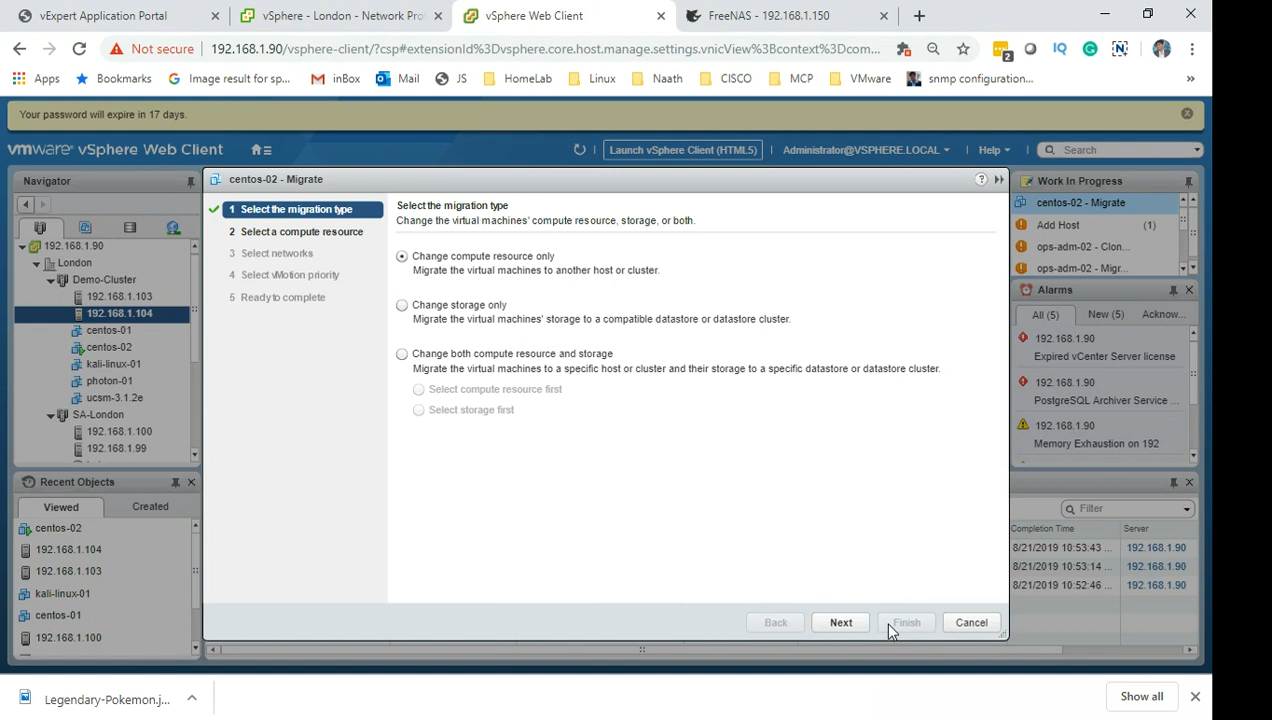 vExpert Application Portal
vSphere - London - Network Pro
vSphere Web Client
FreeNAS - 192.168.1.150
Not secure
192.168.1.90/vsphere-client/?csp#extensionId%3Dvsphere.core.host.manage.settings.vnicView%3Bcontext%3Dcom...
2
Apps
Bookmarks
Image result for sp...
inBox
Mail
JS
HomeLab
Linux
Naath
CISCO
MCP
VMware
snmp configuration...
»
Your password will expire in 17 days.
vmware® vSphere Web Client
Launch vSphere Client (HTML5)
Administrator@VSPHERE.LOCAL
Help
Search
Navigator
192.168.1.90
London
Demo-Cluster
192.168.1.103
192.168.1.104
centos-01
centos-02
kali-linux-01
photon-01
ucsm-3.1.2e
SA-London
192.168.1.100
192.168.1.99
Recent Objects
Viewed
Created
centos-02
192.168.1.104
192.168.1.103
kali-linux-01
centos-01
192.168.1.100
centos-02 - Migrate
1 Select the migration type
2 Select a compute resource
3 Select networks
4 Select vMotion priority
5 Ready to complete
Select the migration type
Change the virtual machines' compute resource, storage, or both.
Change compute resource only
Migrate the virtual machines to another host or cluster.
Change storage only
Migrate the virtual machines' storage to a compatible datastore or datastore cluster.
Change both compute resource and storage
Migrate the virtual machines to a specific host or cluster and their storage to a specific datastore or datastore cluster.
Select compute resource first
Select storage first
Back
Next
Finish
Cancel
Work In Progress
centos-02 - Migrate
Add Host (1)
ops-adm-02 - Clon...
ops-adm-02 - Migr...
Alarms
All (5)
New (5)
Acknow...
192.168.1.90
Expired vCenter Server license
192.168.1.90
PostgreSQL Archiver Service ...
192.168.1.90
Memory Exhaustion on 192
Filter
Completion Time
Server
8/21/2019 10:53:43 ...
192.168.1.90
8/21/2019 10:53:14 ...
192.168.1.90
8/21/2019 10:52:46 ...
192.168.1.90
Legendary-Pokemon.j...
Show all